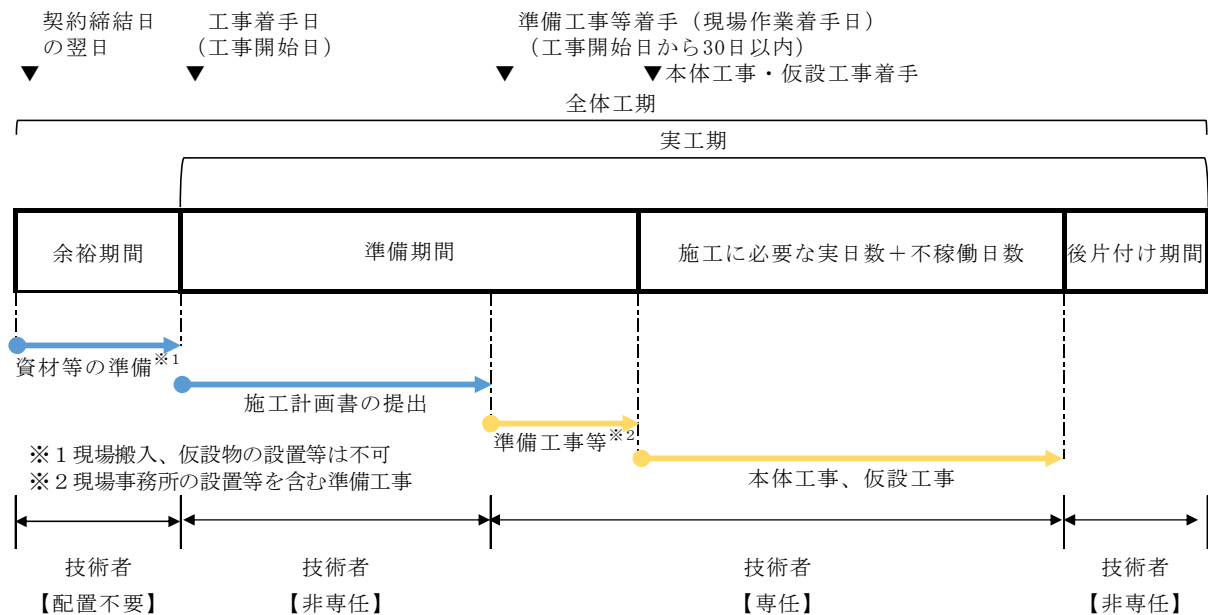 契約締結日
の翌日
工事着手日
(工事開始日)
準備工事等着手(現場作業着手日)
(工事開始日から30日以内)
▼
▼
▼
▼本体工事・仮設工事着手
全体工期
実工期
余裕期間
準備期間
施工に必要な実日数+不稼働日数
後片付け期間
資材等の準備※1
施工計画書の提出
準備工事等※2
本体工事、仮設工事
※1現場搬入、仮設物の設置等は不可
※2現場事務所の設置等を含む準備工事
技術者
【配置不要】
技術者
【非専任】
技術者
【専任】
技術者
【非専任】